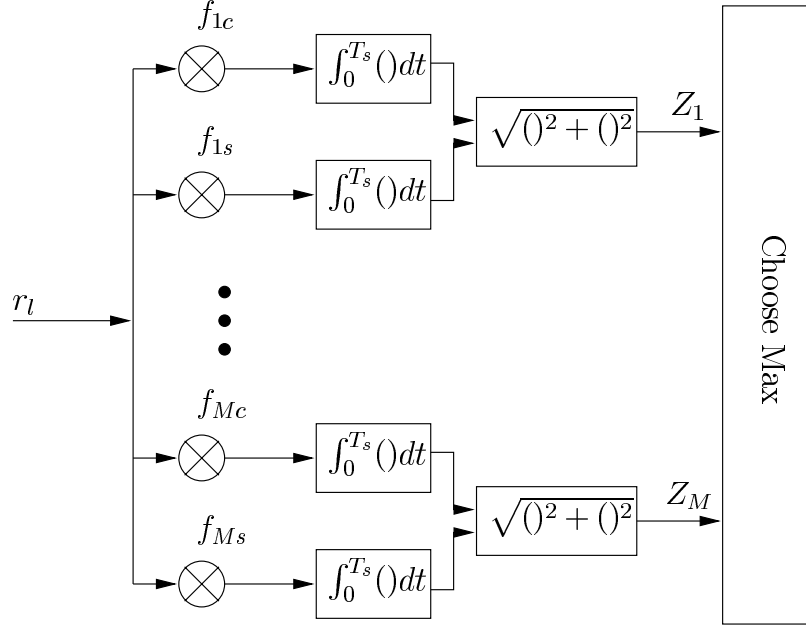 f_{1c}
∫_0^{T_s}()dt
√(()² + ()²)
Z_1
f_{1s}
∫_0^{T_s}()dt
r_l
Choose Max
f_{Mc}
∫_0^{T_s}()dt
√(()² + ()²)
Z_M
f_{Ms}
∫_0^{T_s}()dt